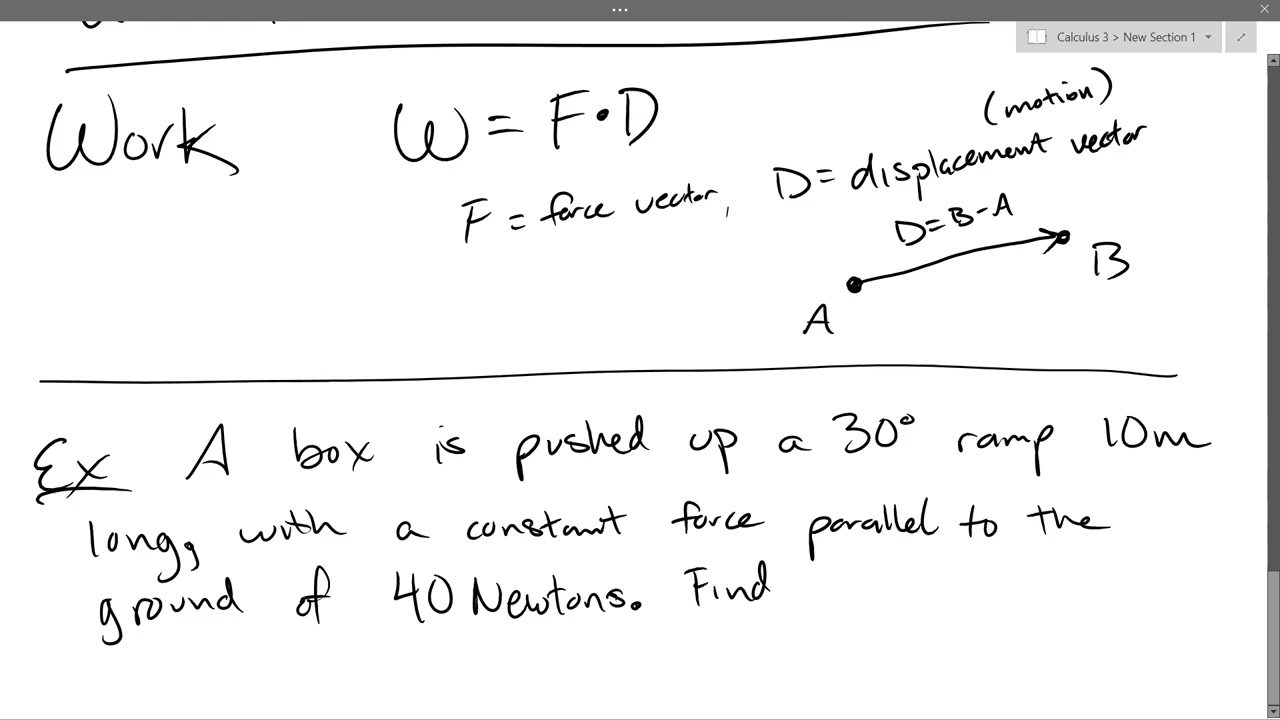 Calculus 3 > New Section 1
Work
W = F · D
(motion)
F = force vector,
D = displacement vector
D = B - A
A
B
Ex A box is pushed up a 30° ramp 10m
long, with a constant force parallel to the
ground of 40 Newtons. Find